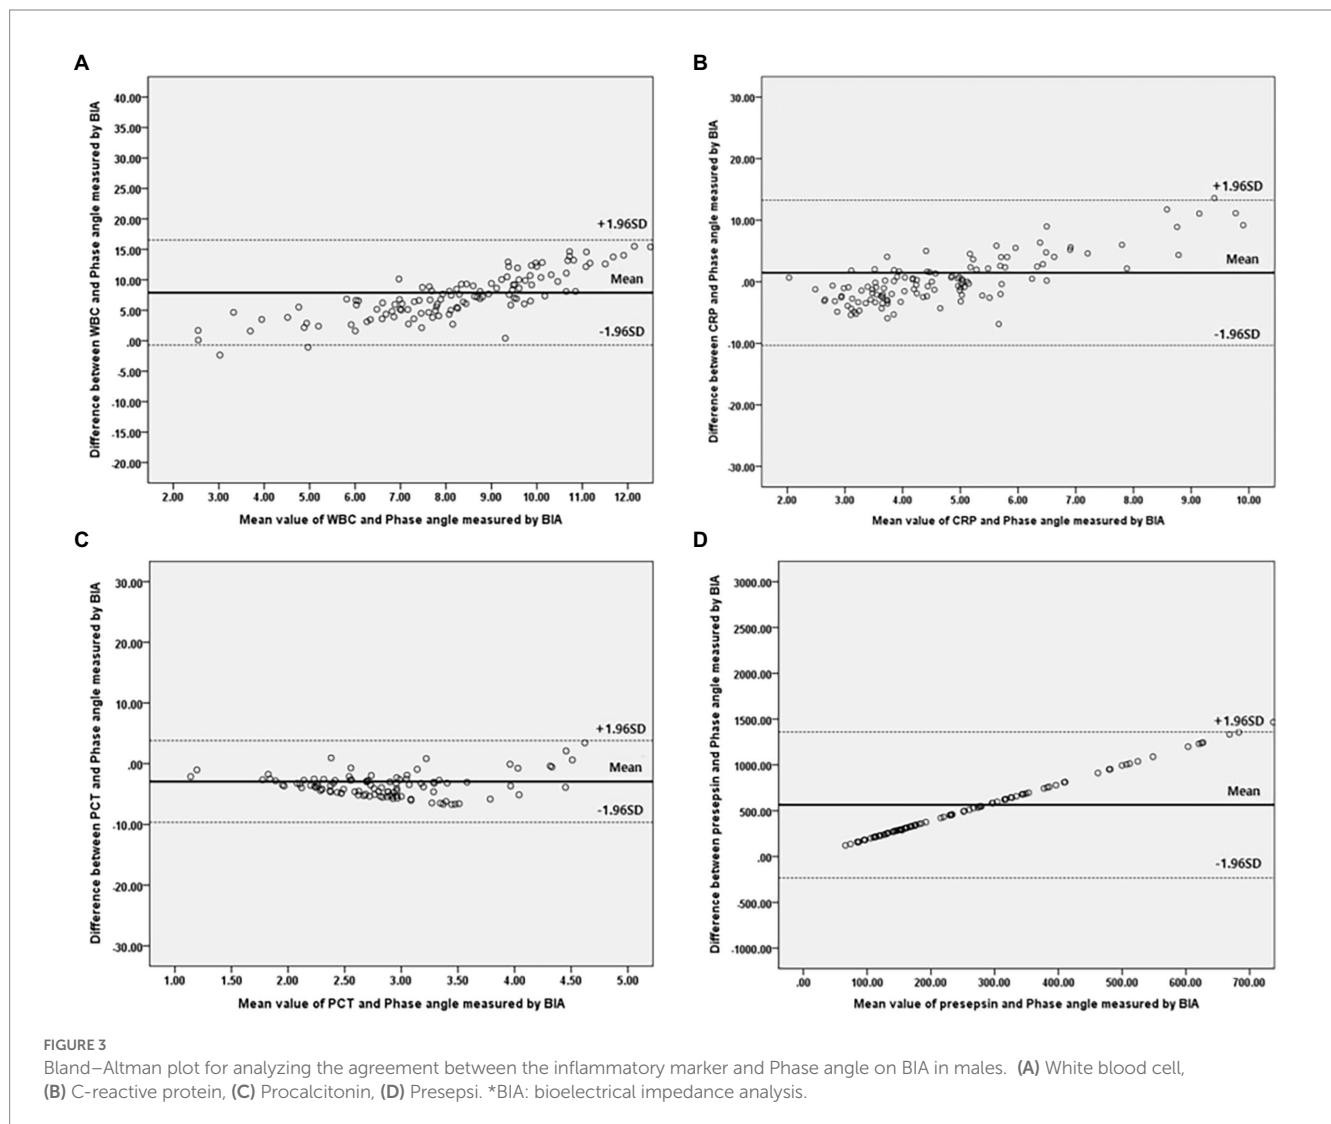 A
Difference between WBC and Phase angle measured by BIA
40.00
35.00
30.00
25.00
20.00
15.00
10.00
5.00
.00
-5.00
-10.00
-15.00
-20.00
+1.96SD
Mean
-1.96SD
2.00 3.00 4.00 5.00 6.00 7.00 8.00 9.00 10.00 11.00 12.00
Mean value of WBC and Phase angle measured by BIA
B
Difference between CRP and Phase angle measured by BIA
30.00
20.00
10.00
.00
-10.00
-20.00
-30.00
+1.96SD
Mean
-1.96SD
2.00 3.00 4.00 5.00 6.00 7.00 8.00 9.00 10.00
Mean value of CRP and Phase angle measured by BIA
C
Difference between PCT and Phase angle measured by BIA
30.00
20.00
10.00
.00
-10.00
-20.00
-30.00
+1.96SD
Mean
-1.96SD
1.00 1.50 2.00 2.50 3.00 3.50 4.00 4.50 5.00
Mean value of PCT and Phase angle measured by BIA
D
Difference between presepsin and Phase angle measured by BIA
3000.00
2500.00
2000.00
1500.00
1000.00
500.00
.00
-500.00
-1000.00
+1.96SD
Mean
-1.96SD
.00 100.00 200.00 300.00 400.00 500.00 600.00 700.00
Mean value of presepsin and Phase angle measured by BIA
FIGURE 3
Bland–Altman plot for analyzing the agreement between the inflammatory marker and Phase angle on BIA in males. (A) White blood cell,
(B) C-reactive protein, (C) Procalcitonin, (D) Presepsi. *BIA: bioelectrical impedance analysis.